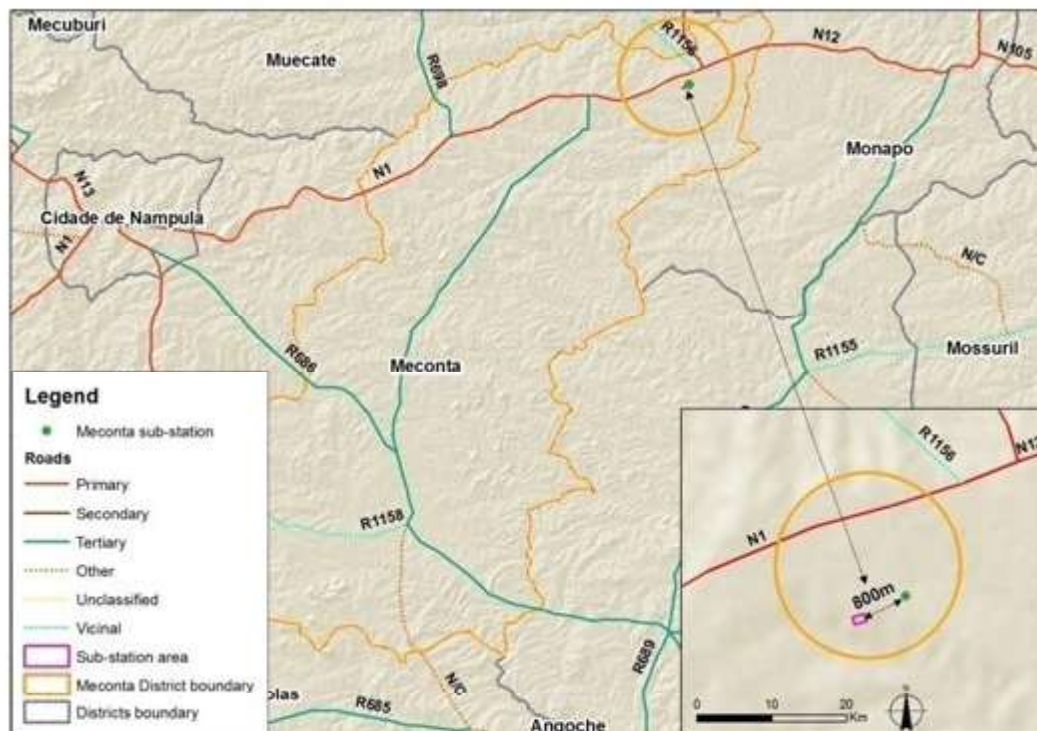 Mecuburi
Muecate
R698
R1156
N12
N105
Monapo
N13
N1
Cidade de Nampula
N1
N/C
R686
Meconta
R1155
Mossuril
Legend
Meconta sub-station
Roads
Primary
Secondary
Tertiary
Other
Unclassified
Vicinal
Sub-station area
Meconta District boundary
Districts boundary
R1158
N/C
R685
R689
Angoche
olas
R1156
N1
800m
0 10 20
Km